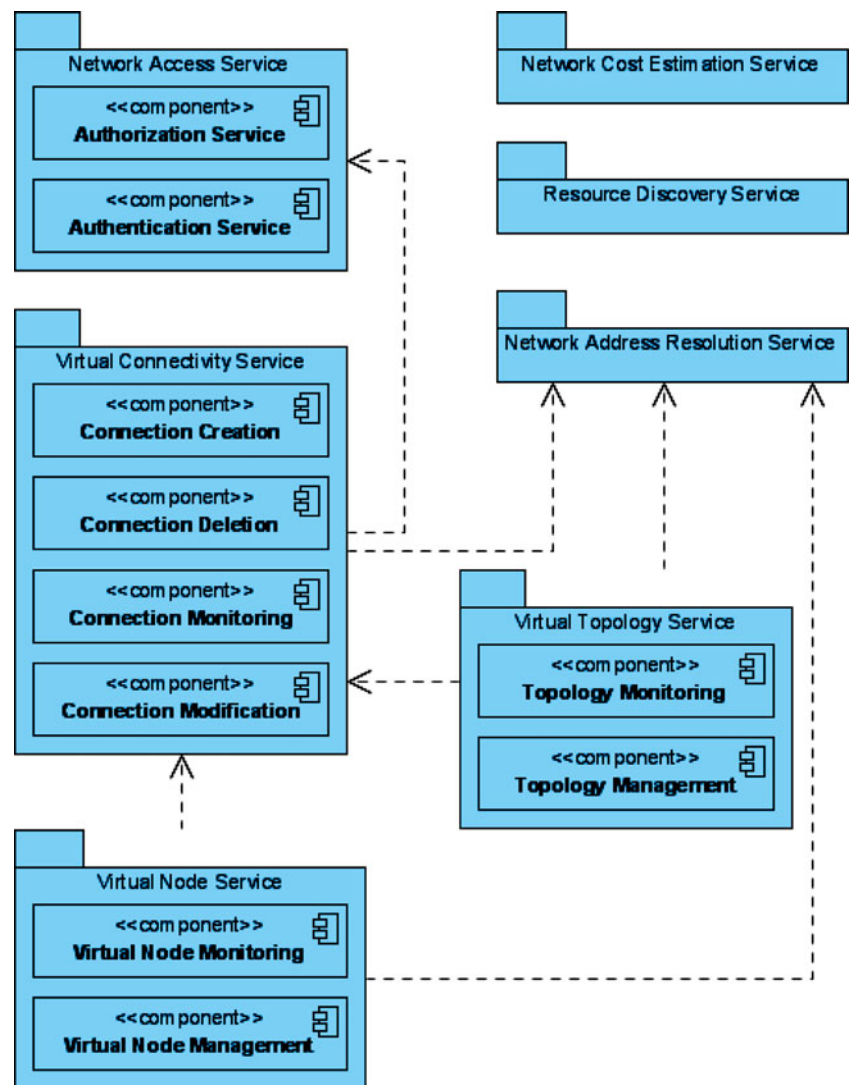 Network Access Service
<<component>>
Authorization Service
<<component>>
Authentication Service
Network Cost Estimation Service
Resource Discovery Service
Network Address Resolution Service
Virtual Connectivity Service
<<component>>
Connection Creation
<<component>>
Connection Deletion
<<component>>
Connection Monitoring
<<component>>
Connection Modification
Virtual Topology Service
<<component>>
Topology Monitoring
<<component>>
Topology Management
Virtual Node Service
<<component>>
Virtual Node Monitoring
<<component>>
Virtual Node Management